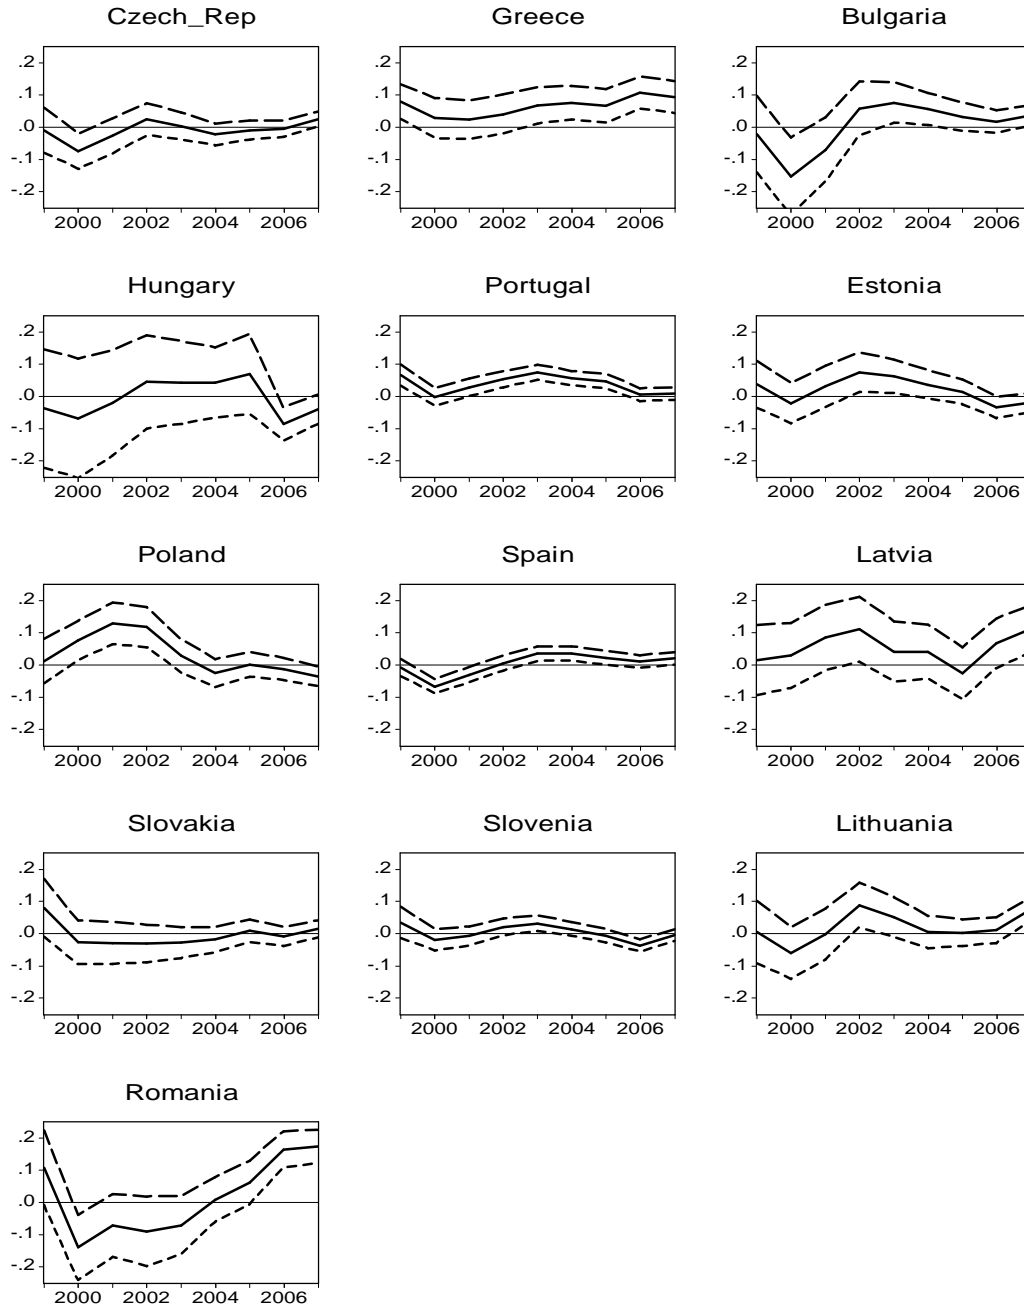 Czech_Rep Greece Bulgaria
.2 .2 .2
.1 .1 .1
.0 .0 .0
-.1 -.1 -.1
-.2 -.2 -.2
2000 2002 2004 2006 2000 2002 2004 2006 2000 2002 2004 2006
Hungary Portugal Estonia
.2 .2 .2
.1 .1 .1
.0 .0 .0
-.1 -.1 -.1
-.2 -.2 -.2
2000 2002 2004 2006 2000 2002 2004 2006 2000 2002 2004 2006
Poland Spain Latvia
.2 .2 .2
.1 .1 .1
.0 .0 .0
-.1 -.1 -.1
-.2 -.2 -.2
2000 2002 2004 2006 2000 2002 2004 2006 2000 2002 2004 2006
Slovakia Slovenia Lithuania
.2 .2 .2
.1 .1 .1
.0 .0 .0
-.1 -.1 -.1
-.2 -.2 -.2
2000 2002 2004 2006 2000 2002 2004 2006 2000 2002 2004 2006
Romania
.2
.1
.0
-.1
-.2
2000 2002 2004 2006